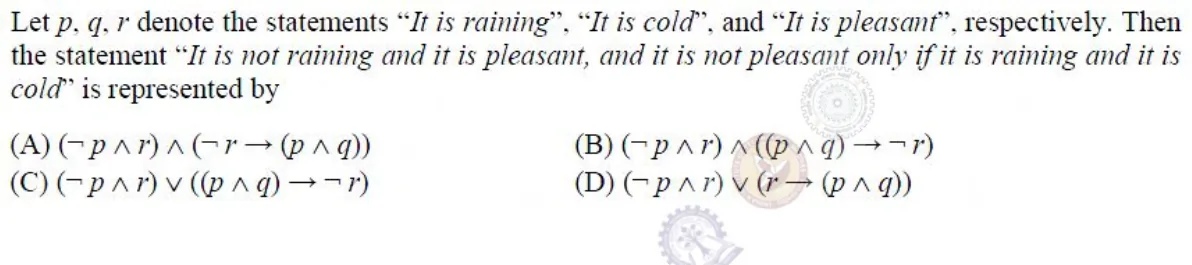 Let p, q, r denote the statements “It is raining”, “It is cold”, and “It is pleasant”, respectively. Then
the statement “It is not raining and it is pleasant, and it is not pleasant only if it is raining and it is
cold” is represented by
(A) (¬ p ∧ r) ∧ (¬ r → (p ∧ q)) (B) (¬ p ∧ r) ∧ ((p ∧ q) → ¬ r)
(C) (¬ p ∧ r) ∨ ((p ∧ q) → ¬ r) (D) (¬ p ∧ r) ∨ (r → (p ∧ q))